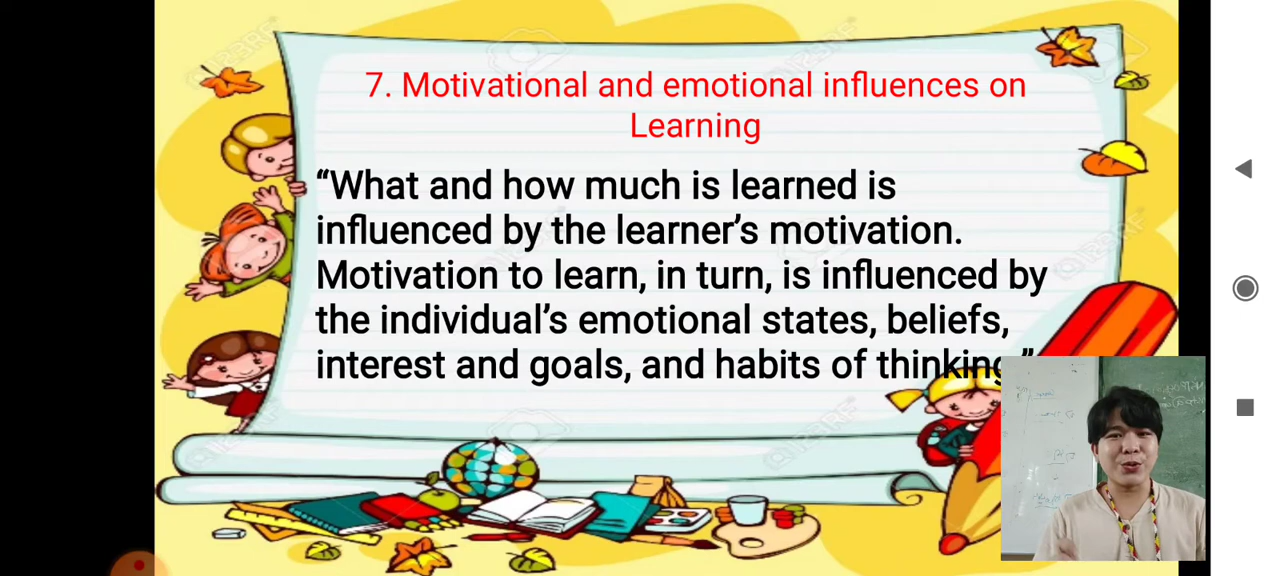 7. Motivational and emotional influences on
Learning
“What and how much is learned is
influenced by the learner’s motivation.
Motivation to learn, in turn, is influenced by
the individual’s emotional states, beliefs,
interest and goals, and habits of thinking.”